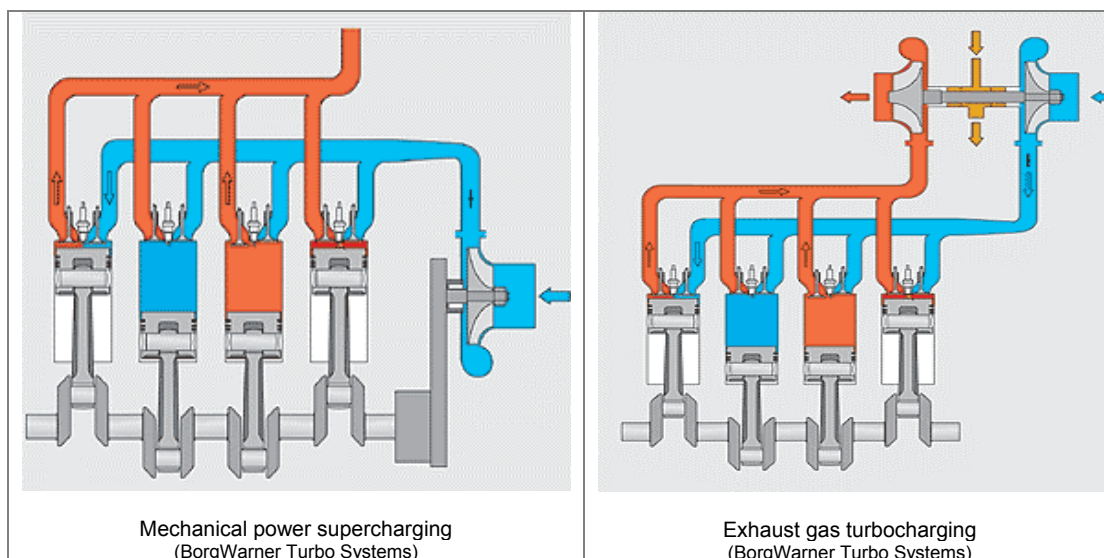 Mechanical power supercharging
(BorgWarner Turbo Systems)
Exhaust gas turbocharging
(BorgWarner Turbo Systems)